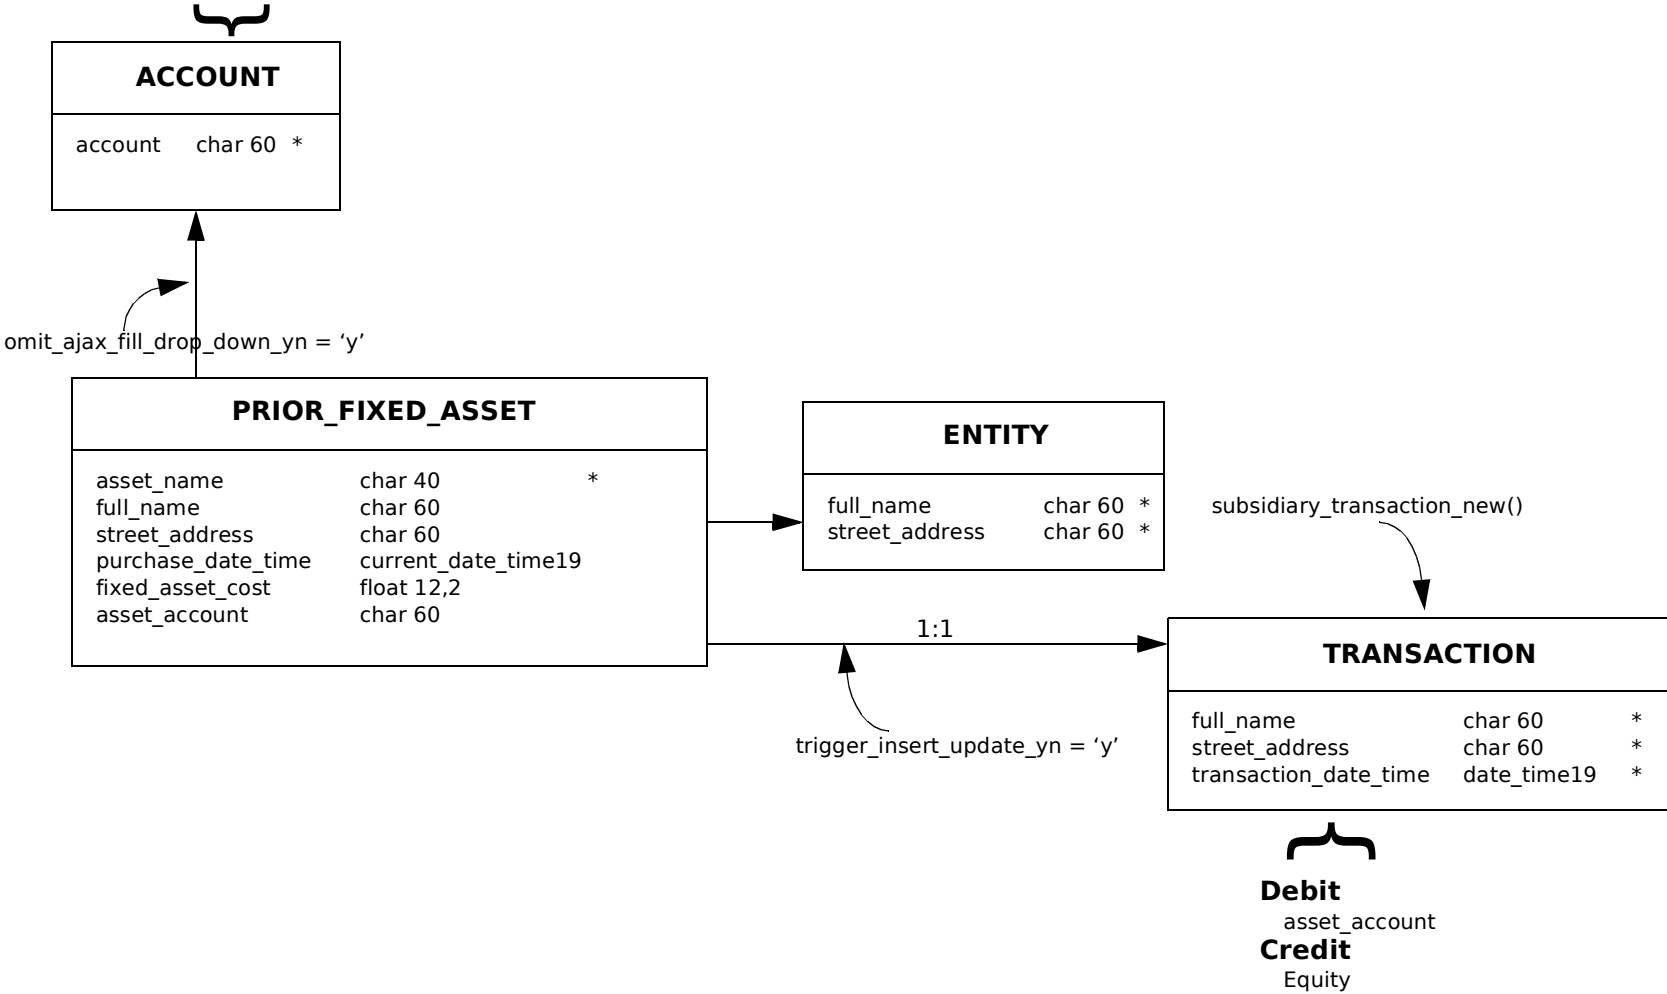 ACCOUNT
account char 60 *
omit_ajax_fill_drop_down_yn = ‘y’
PRIOR_FIXED_ASSET
asset_name char 40 *
full_name char 60
street_address char 60
purchase_date_time current_date_time19
fixed_asset_cost float 12,2
asset_account char 60
ENTITY
full_name char 60 *
street_address char 60 *
subsidiary_transaction_new()
1:1
trigger_insert_update_yn = ‘y’
TRANSACTION
full_name char 60 *
street_address char 60 *
transaction_date_time date_time19 *
Debit
asset_account
Credit
Equity